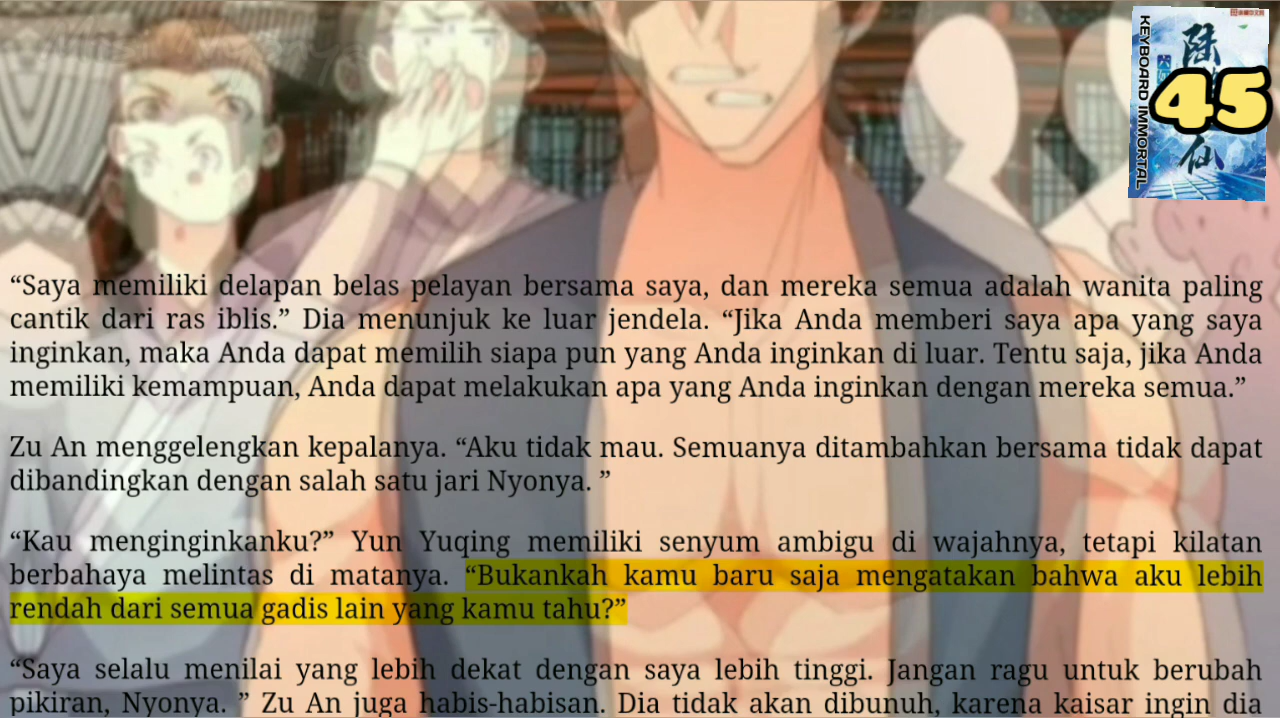 KEYBOARD IMMORTAL
陆
仙
45
“Saya memiliki delapan belas pelayan bersama saya, dan mereka semua adalah wanita paling
cantik dari ras iblis.” Dia menunjuk ke luar jendela. “Jika Anda memberi saya apa yang saya
inginkan, maka Anda dapat memilih siapa pun yang Anda inginkan di luar. Tentu saja, jika Anda
memiliki kemampuan, Anda dapat melakukan apa yang Anda inginkan dengan mereka semua.”
Zu An menggelengkan kepalanya. “Aku tidak mau. Semuanya ditambahkan bersama tidak dapat
dibandingkan dengan salah satu jari Nyonya. ”
“Kau menginginkanku?” Yun Yuqing memiliki senyum ambigu di wajahnya, tetapi kilatan
berbahaya melintas di matanya. “Bukankah kamu baru saja mengatakan bahwa aku lebih
rendah dari semua gadis lain yang kamu tahu?”
“Saya selalu menilai yang lebih dekat dengan saya lebih tinggi. Jangan ragu untuk berubah
pikiran, Nyonya. ” Zu An juga habis-habisan. Dia tidak akan dibunuh, karena kaisar ingin dia